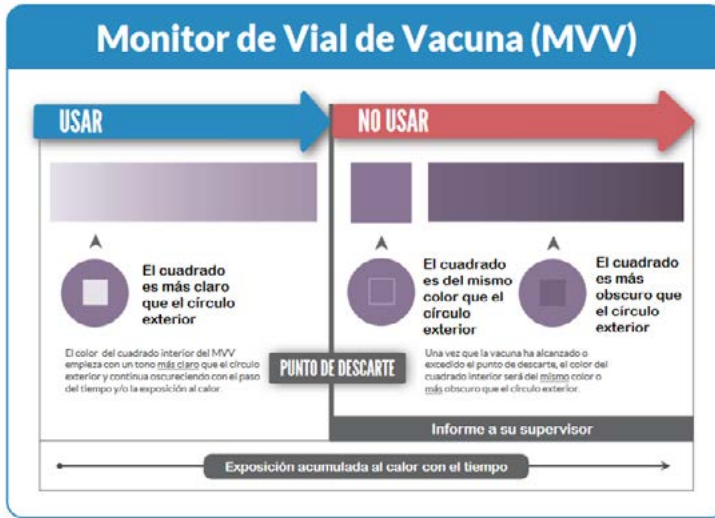 Monitor de Vial de Vacuna (MVV)
USAR
NO USAR
El cuadrado
es más claro
que el círculo
exterior
El cuadrado
es del mismo
color que el
círculo
exterior
El cuadrado
es más
obscuro que
el círculo
exterior
El color del cuadrado interior del MVV
empieza con un tono más claro que el círculo
exterior y continua oscureciendo con el paso
del tiempo y/o la exposición al calor.
PUNTO DE DESCARTE
Una vez que la vacuna ha alcanzado o
excedido el punto de descarte, el color del
cuadrado interior será del mismo color o
más obscuro que el círculo exterior.
Informe a su supervisor
Exposición acumulada al calor con el tiempo